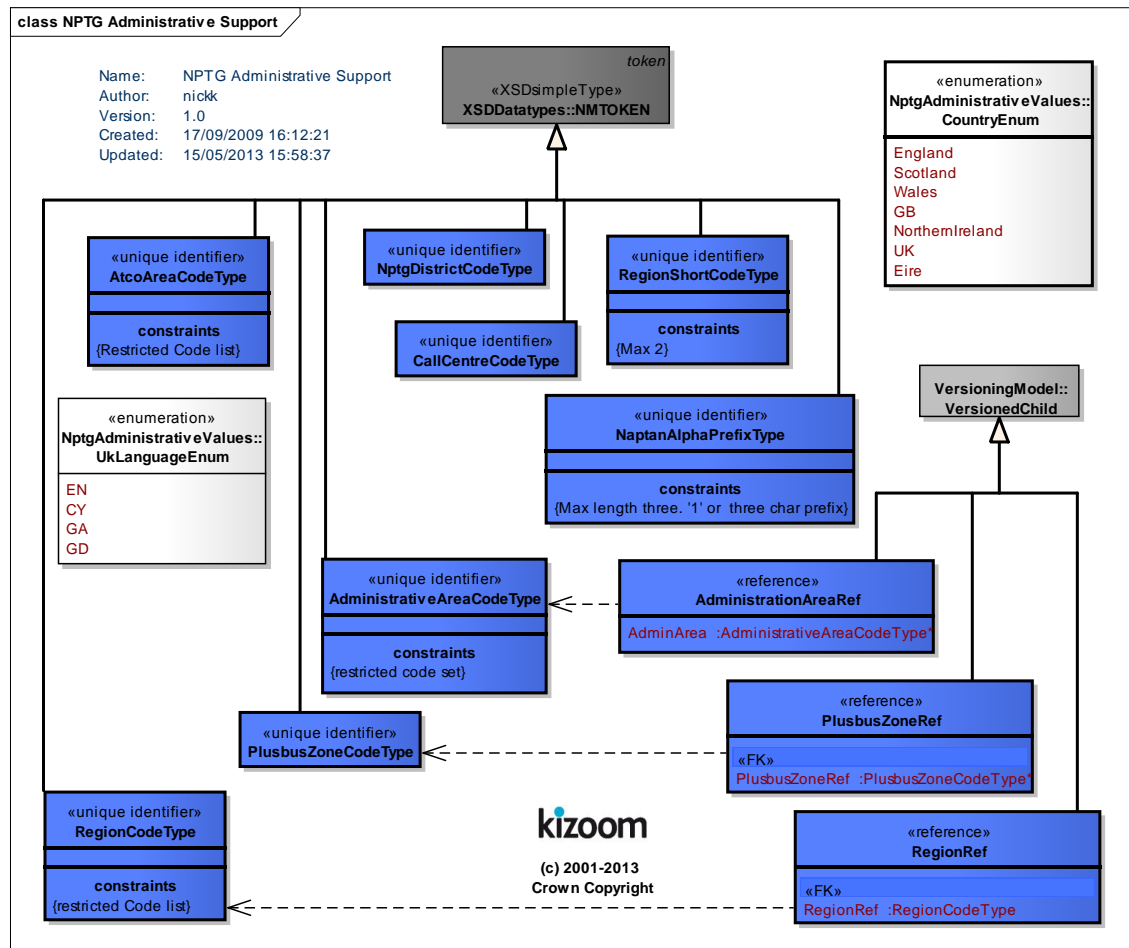 class NPTG Administrative Support
Name: NPTG Administrative Support
Author: nickk
Version: 1.0
Created: 17/09/2009 16:12:21
Updated: 15/05/2013 15:58:37
token
«XSDsimpleType»
XSDDatatypes::NMTOKEN
«enumeration»
NptgAdministrativeValues::
CountryEnum
England
Scotland
Wales
GB
NorthernIreland
UK
Eire
«unique identifier»
AtcoAreaCodeType
constraints
{Restricted Code list}
«unique identifier»
NptgDistrictCodeType
«unique identifier»
RegionShortCodeType
constraints
{Max 2}
«unique identifier»
CallCentreCodeType
VersioningModel::
VersionedChild
«enumeration»
NptgAdministrativeValues::
UkLanguageEnum
EN
CY
GA
GD
«unique identifier»
NaptanAlphaPrefixType
constraints
{Max length three. '1' or three char prefix}
«unique identifier»
AdministrativeAreaCodeType
constraints
{restricted code set}
«reference»
AdministrationAreaRef
AdminArea :AdministrativeAreaCodeType*
«unique identifier»
PlusbusZoneCodeType
«reference»
PlusbusZoneRef
«FK»
PlusbusZoneRef :PlusbusZoneCodeType*
«unique identifier»
RegionCodeType
constraints
{restricted Code list}
kizoom
(c) 2001-2013
Crown Copyright
«reference»
RegionRef
«FK»
RegionRef :RegionCodeType